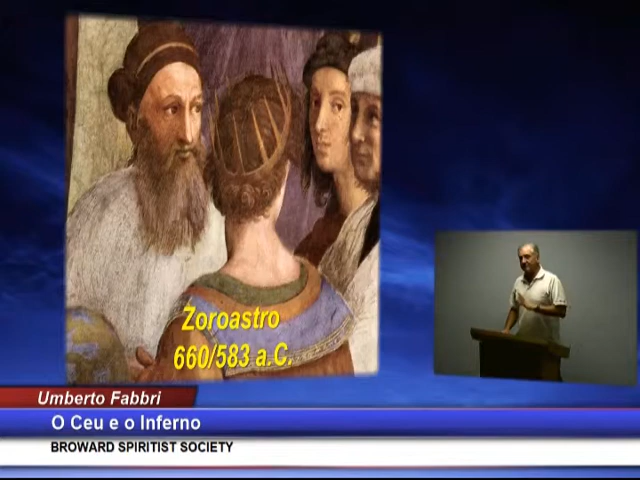 Zoroastro
660/583 a.C.
Umberto Fabbri
O Ceu e o Inferno
BROWARD SPIRITIST SOCIETY